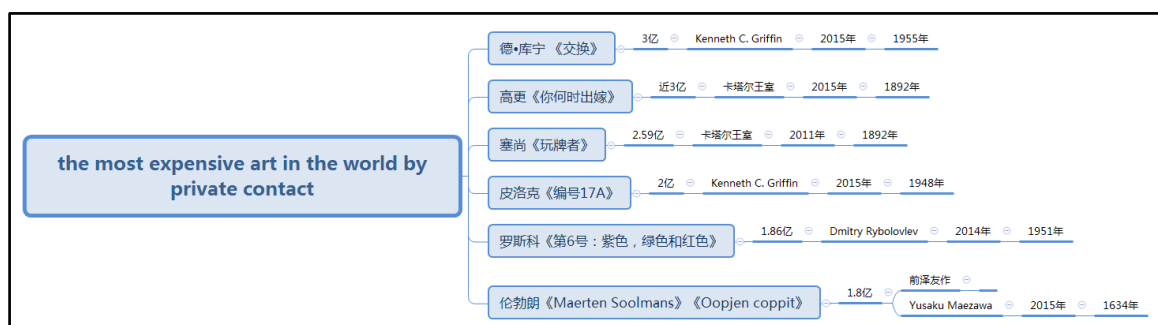 the most expensive art in the world by
private contact
德•库宁 《交换》 3亿 Kenneth C. Griffin 2015年 1955年
高更《你何时出嫁》 近3亿 卡塔尔王室 2015年 1892年
塞尚《玩牌者》 2.59亿 卡塔尔王室 2011年 1892年
皮洛克《编号17A》 2亿 Kenneth C. Griffin 2015年 1948年
罗斯科《第6号：紫色，绿色和红色》 1.86亿 Dmitry Rybolovlev 2014年 1951年
伦勃朗《Maerten Soolmans》《Oopjen coppit》 1.8亿
前泽友作
Yusaku Maezawa 2015年 1634年